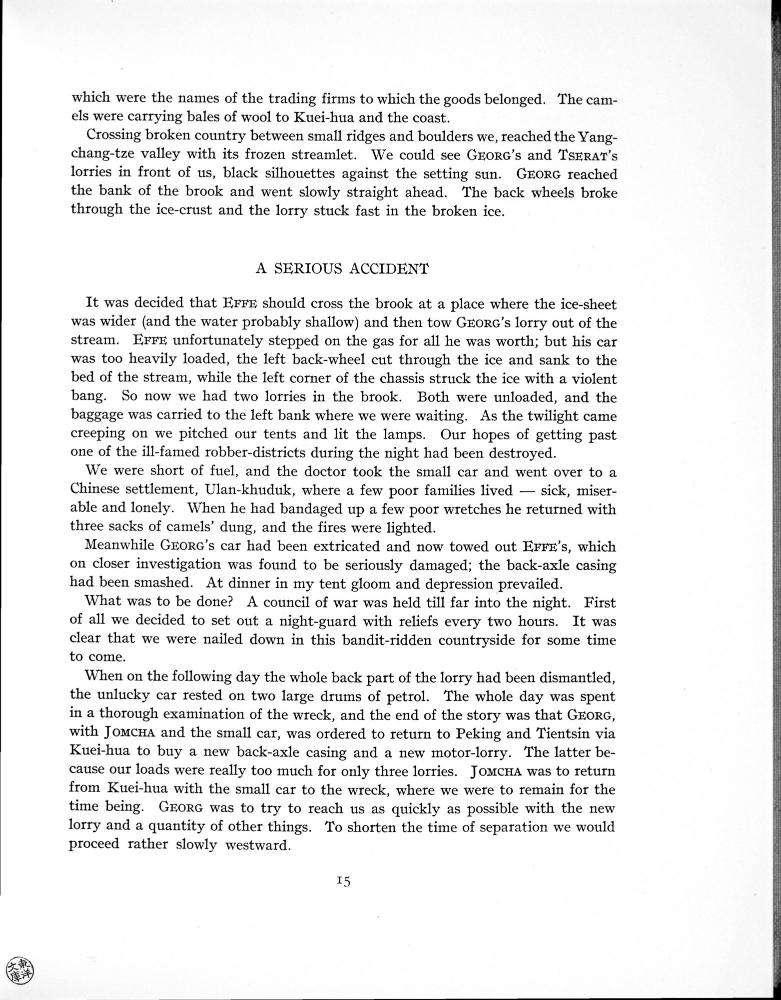 which were the names of the trading firms to which the goods belonged. The cam-
els were carrying bales of wool to Kuei-hua and the coast.
Crossing broken country between small ridges and boulders we, reached the Yang-
chang-tze valley with its frozen streamlet. We could see GEORG's and TSERAT's
lorries in front of us, black silhouettes against the setting sun. GEORG reached
the bank of the brook and went slowly straight ahead. The back wheels broke
through the ice-crust and the lorry stuck fast in the broken ice.
A SERIOUS ACCIDENT
It was decided that EFFE should cross the brook at a place where the ice-sheet
was wider (and the water probably shallow) and then tow GEORG's lorry out of the
stream. EFFE unfortunately stepped on the gas for all he was worth; but his car
was too heavily loaded, the left back-wheel cut through the ice and sank to the
bed of the stream, while the left corner of the chassis struck the ice with a violent
bang. So now we had two lorries in the brook. Both were unloaded, and the
baggage was carried to the left bank where we were waiting. As the twilight came
creeping on we pitched our tents and lit the lamps. Our hopes of getting past
one of the ill-famed robber-districts during the night had been destroyed.
We were short of fuel, and the doctor took the small car and went over to a
Chinese settlement, Ulan-khuduk, where a few poor families lived — sick, miser-
able and lonely. When he had bandaged up a few poor wretches he returned with
three sacks of camels' dung, and the fires were lighted.
Meanwhile GEORG's car had been extricated and now towed out EFFE's, which
on closer investigation was found to be seriously damaged; the back-axle casing
had been smashed. At dinner in my tent gloom and depression prevailed.
What was to be done? A council of war was held till far into the night. First
of all we decided to set out a night-guard with reliefs every two hours. It was
clear that we were nailed down in this bandit-ridden countryside for some time
to come.
When on the following day the whole back part of the lorry had been dismantled,
the unlucky car rested on two large drums of petrol. The whole day was spent
in a thorough examination of the wreck, and the end of the story was that GEORG,
with JOMCHA and the small car, was ordered to return to Peking and Tientsin via
Kuei-hua to buy a new back-axle casing and a new motor-lorry. The latter be-
cause our loads were really too much for only three lorries. JOMCHA was to return
from Kuei-hua with the small car to the wreck, where we were to remain for the
time being. GEORG was to try to reach us as quickly as possible with the new
lorry and a quantity of other things. To shorten the time of separation we would
proceed rather slowly westward.
15
東洋
文庫